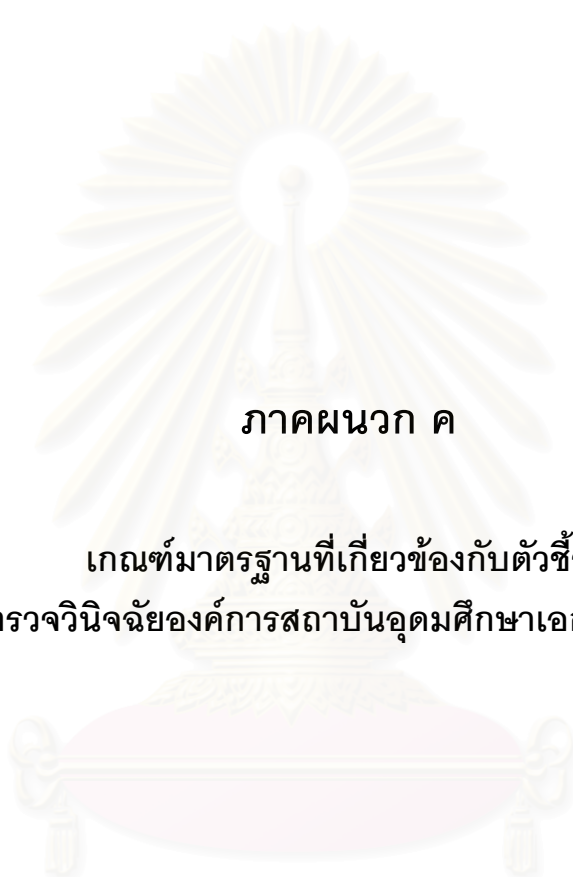 ภาคผนวก ค
เกณฑ์มาตรฐานที่เกี่ยวข้องกับตัวชี้
รวจวินิจฉัยองค์การสถาบันอุดมศึกษาเอ